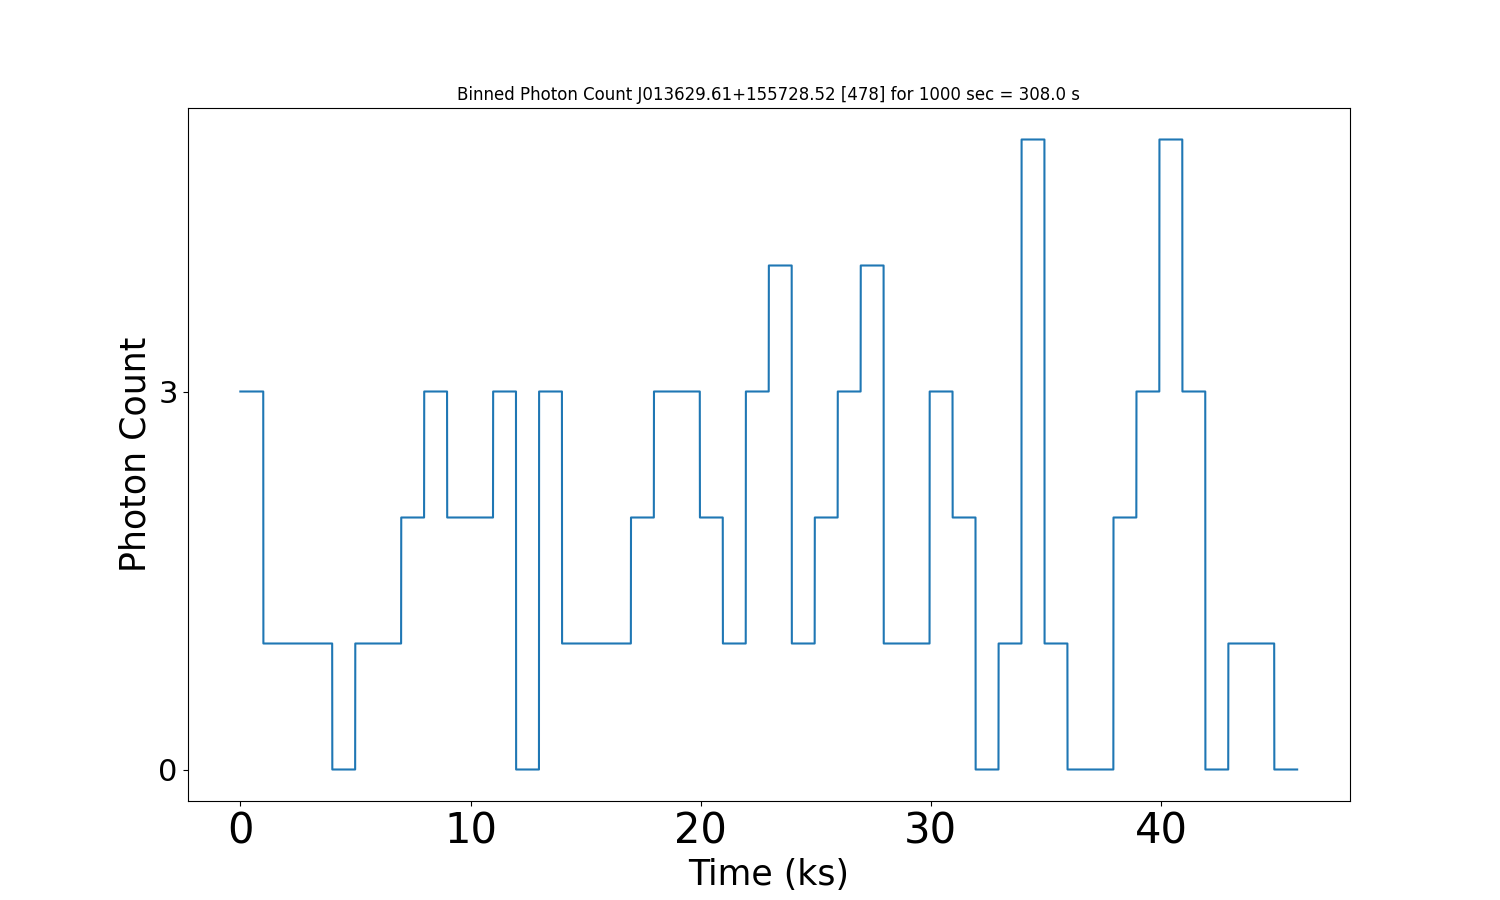 Binned Photon Count J013629.61+155728.52 [478] for 1000 sec = 308.0 s
Photon Count
3
0
0 10 20 30 40
Time (ks)